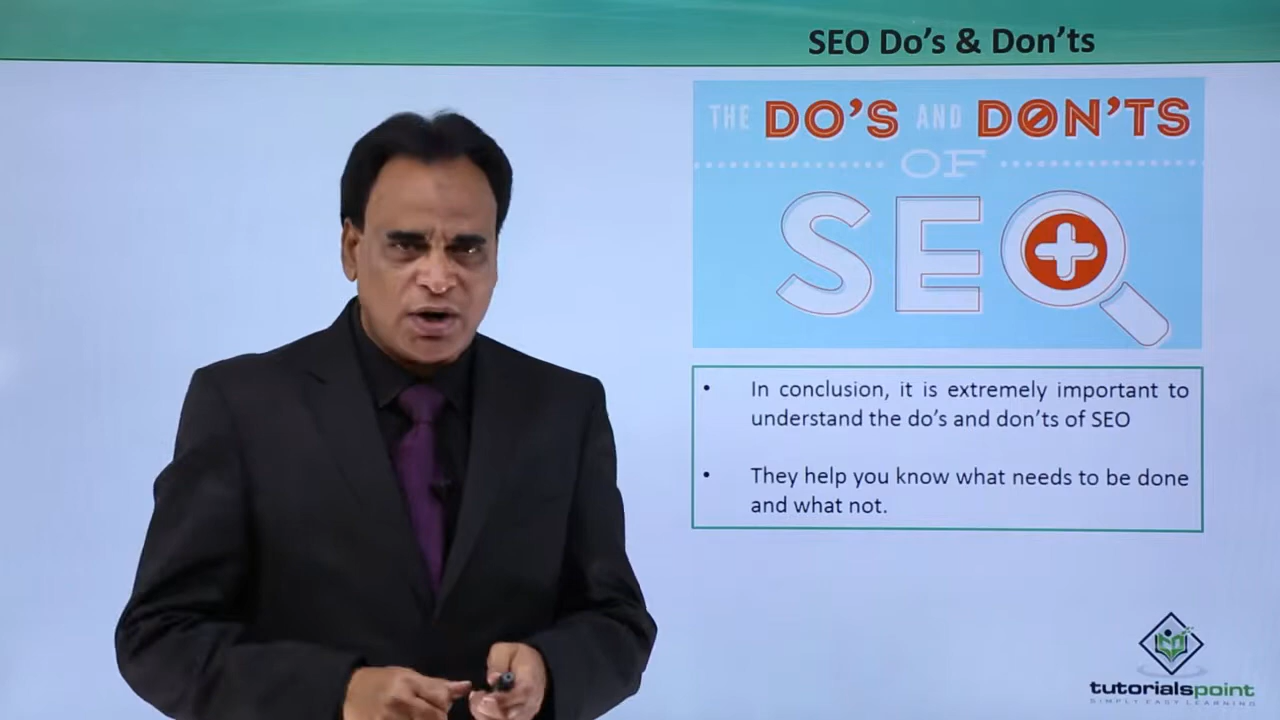 SEO Do's & Don'ts
THE DO'S AND DON'TS
OF
SEO
• In conclusion, it is extremely important to
understand the do's and don'ts of SEO
• They help you know what needs to be done
and what not.
tutorialspoint
SIMPLY EASY LEARNING